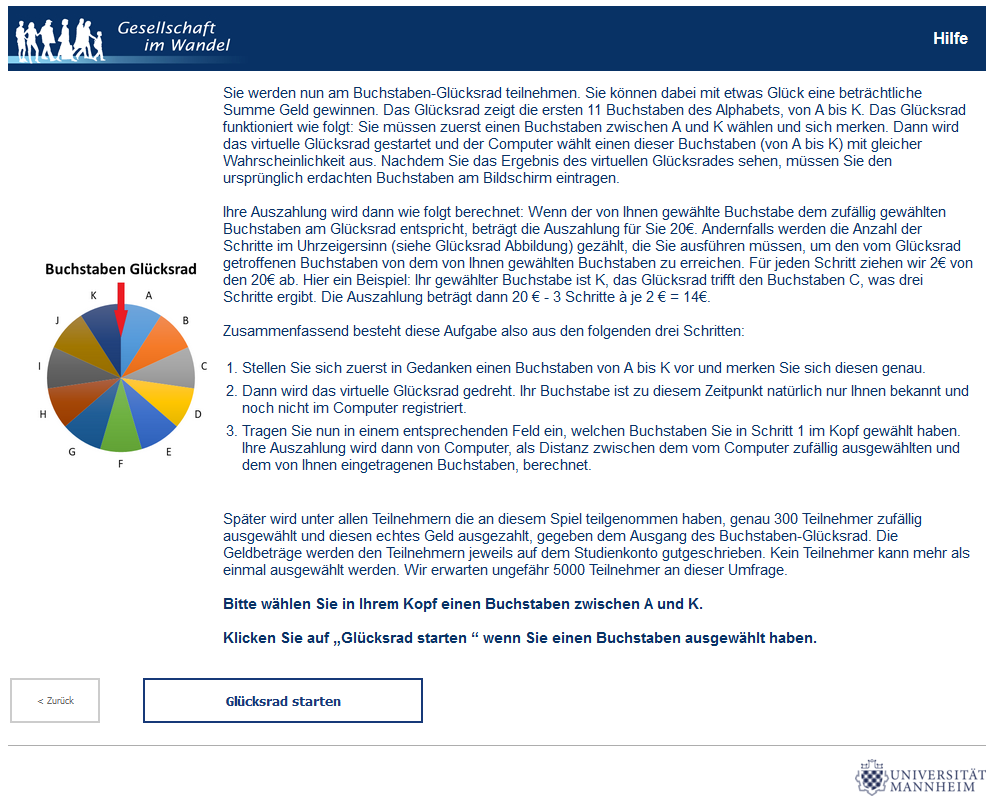 Gesellschaft
im Wandel
Hilfe
Sie werden nun am Buchstaben-Glücksrad teilnehmen. Sie können dabei mit etwas Glück eine beträchtliche
Summe Geld gewinnen. Das Glücksrad zeigt die ersten 11 Buchstaben des Alphabets, von A bis K. Das Glücksrad
funktioniert wie folgt: Sie müssen zuerst einen Buchstaben zwischen A und K wählen und sich merken. Dann wird
das virtuelle Glücksrad gestartet und der Computer wählt einen dieser Buchstaben (von A bis K) mit gleicher
Wahrscheinlichkeit aus. Nachdem Sie das Ergebnis des virtuellen Glücksrades sehen, müssen Sie den
ursprünglich erdachten Buchstaben am Bildschirm eintragen.
Ihre Auszahlung wird dann wie folgt berechnet: Wenn der von Ihnen gewählte Buchstabe dem zufällig gewählten
Buchstaben am Glücksrad entspricht, beträgt die Auszahlung für Sie 20€. Andernfalls werden die Anzahl der
Schritte im Uhrzeigersinn (siehe Glücksrad Abbildung) gezählt, die Sie ausführen müssen, um den vom Glücksrad
getroffenen Buchstaben von dem von Ihnen gewählten Buchstaben zu erreichen. Für jeden Schritt ziehen wir 2€ von
den 20€ ab. Hier ein Beispiel: Ihr gewählter Buchstabe ist K, das Glücksrad trifft den Buchstaben C, was drei
Schritte ergibt. Die Auszahlung beträgt dann 20 € - 3 Schritte à je 2 € = 14€.
Buchstaben Glücksrad
K
A
J
B
I
C
H
D
G
E
F
Zusammenfassend besteht diese Aufgabe also aus den folgenden drei Schritten:
1. Stellen Sie sich zuerst in Gedanken einen Buchstaben von A bis K vor und merken Sie sich diesen genau.
2. Dann wird das virtuelle Glücksrad gedreht. Ihr Buchstabe ist zu diesem Zeitpunkt natürlich nur Ihnen bekannt und
noch nicht im Computer registriert.
3. Tragen Sie nun in einem entsprechenden Feld ein, welchen Buchstaben Sie in Schritt 1 im Kopf gewählt haben.
Ihre Auszahlung wird dann von Computer, als Distanz zwischen dem vom Computer zufällig ausgewählten und
dem von Ihnen eingetragenen Buchstaben, berechnet.
Später wird unter allen Teilnehmern die an diesem Spiel teilgenommen haben, genau 300 Teilnehmer zufällig
ausgewählt und diesen echtes Geld ausgezahlt, gegeben dem Ausgang des Buchstaben-Glücksrad. Die
Geldbeträge werden den Teilnehmern jeweils auf dem Studienkonto gutgeschrieben. Kein Teilnehmer kann mehr als
einmal ausgewählt werden. Wir erwarten ungefähr 5000 Teilnehmer an dieser Umfrage.
Bitte wählen Sie in Ihrem Kopf einen Buchstaben zwischen A und K.
Klicken Sie auf „Glücksrad starten “ wenn Sie einen Buchstaben ausgewählt haben.
< Zurück
Glücksrad starten
UNIVERSITÄT
MANNHEIM